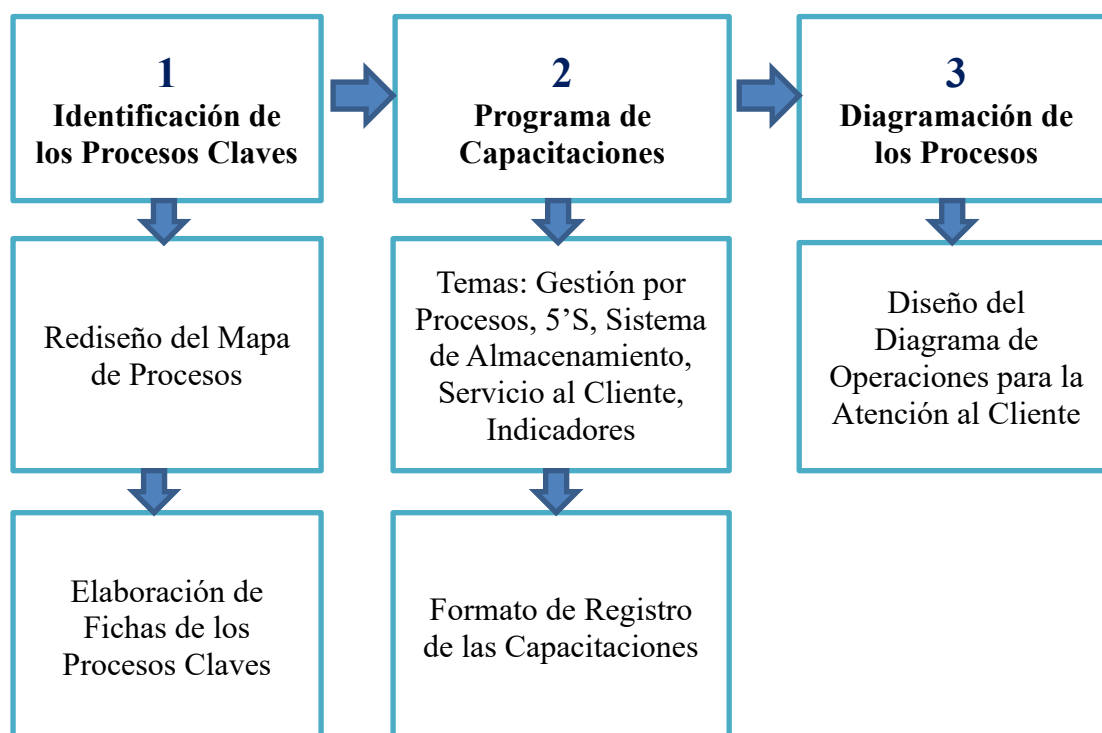 1
Identificación de
los Procesos Claves
2
Programa de
Capacitaciones
3
Diagramación de
los Procesos
Rediseño del Mapa
de Procesos
Temas: Gestión por
Procesos, 5’S, Sistema
de Almacenamiento,
Servicio al Cliente,
Indicadores
Diseño del
Diagrama de
Operaciones para la
Atención al Cliente
Elaboración de
Fichas de los
Procesos Claves
Formato de Registro
de las Capacitaciones